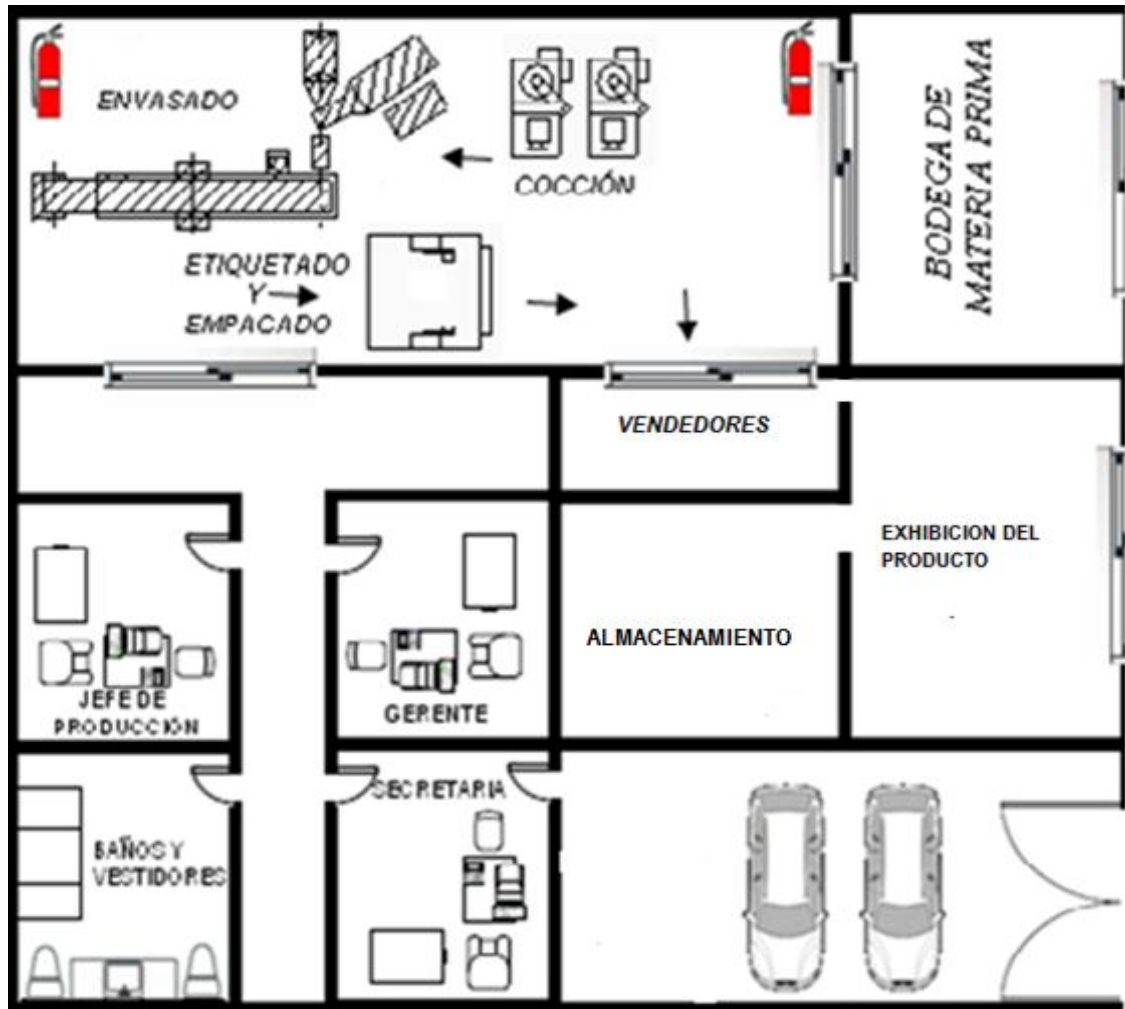 ENVASADO
COCCIÓN
BODEGA DE
MATERIA PRIMA
ETIQUETADO
Y
EMPACADO
VENDEDORES
EXHIBICION DEL
PRODUCTO
ALMACENAMIENTO
JEFE DE
PRODUCCIÓN
GERENTE
SECRETARIA
BAÑOS Y
VESTIDORES